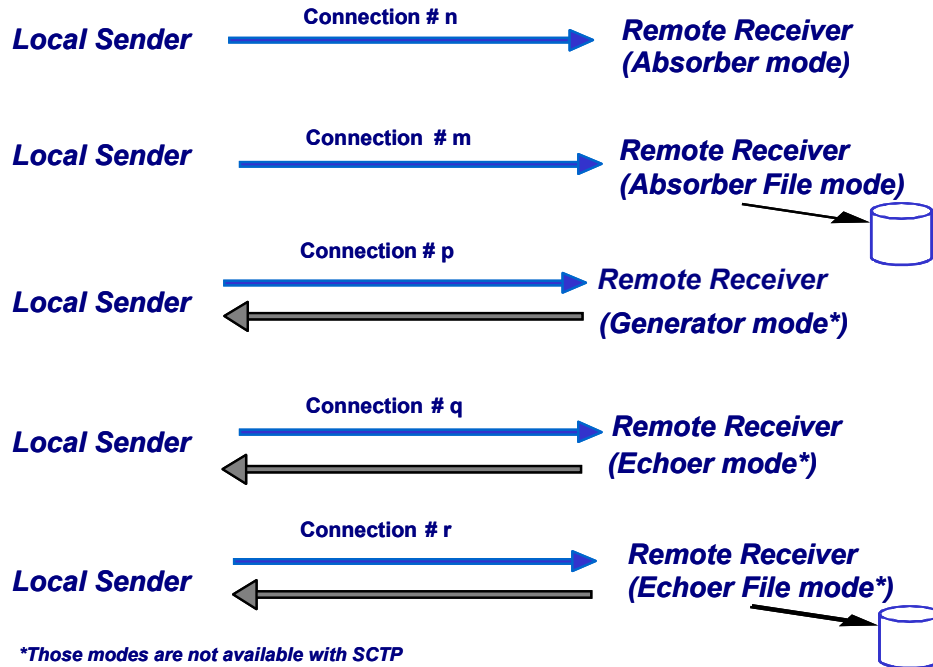 Connection # n
Local Sender
Remote Receiver
(Absorber mode)
Connection # m
Local Sender
Remote Receiver
(Absorber File mode)
Connection # p
Local Sender
Remote Receiver
(Generator mode*)
Connection # q
Local Sender
Remote Receiver
(Echoer mode*)
Connection # r
Local Sender
Remote Receiver
(Echoer File mode*)
*Those modes are not available with SCTP